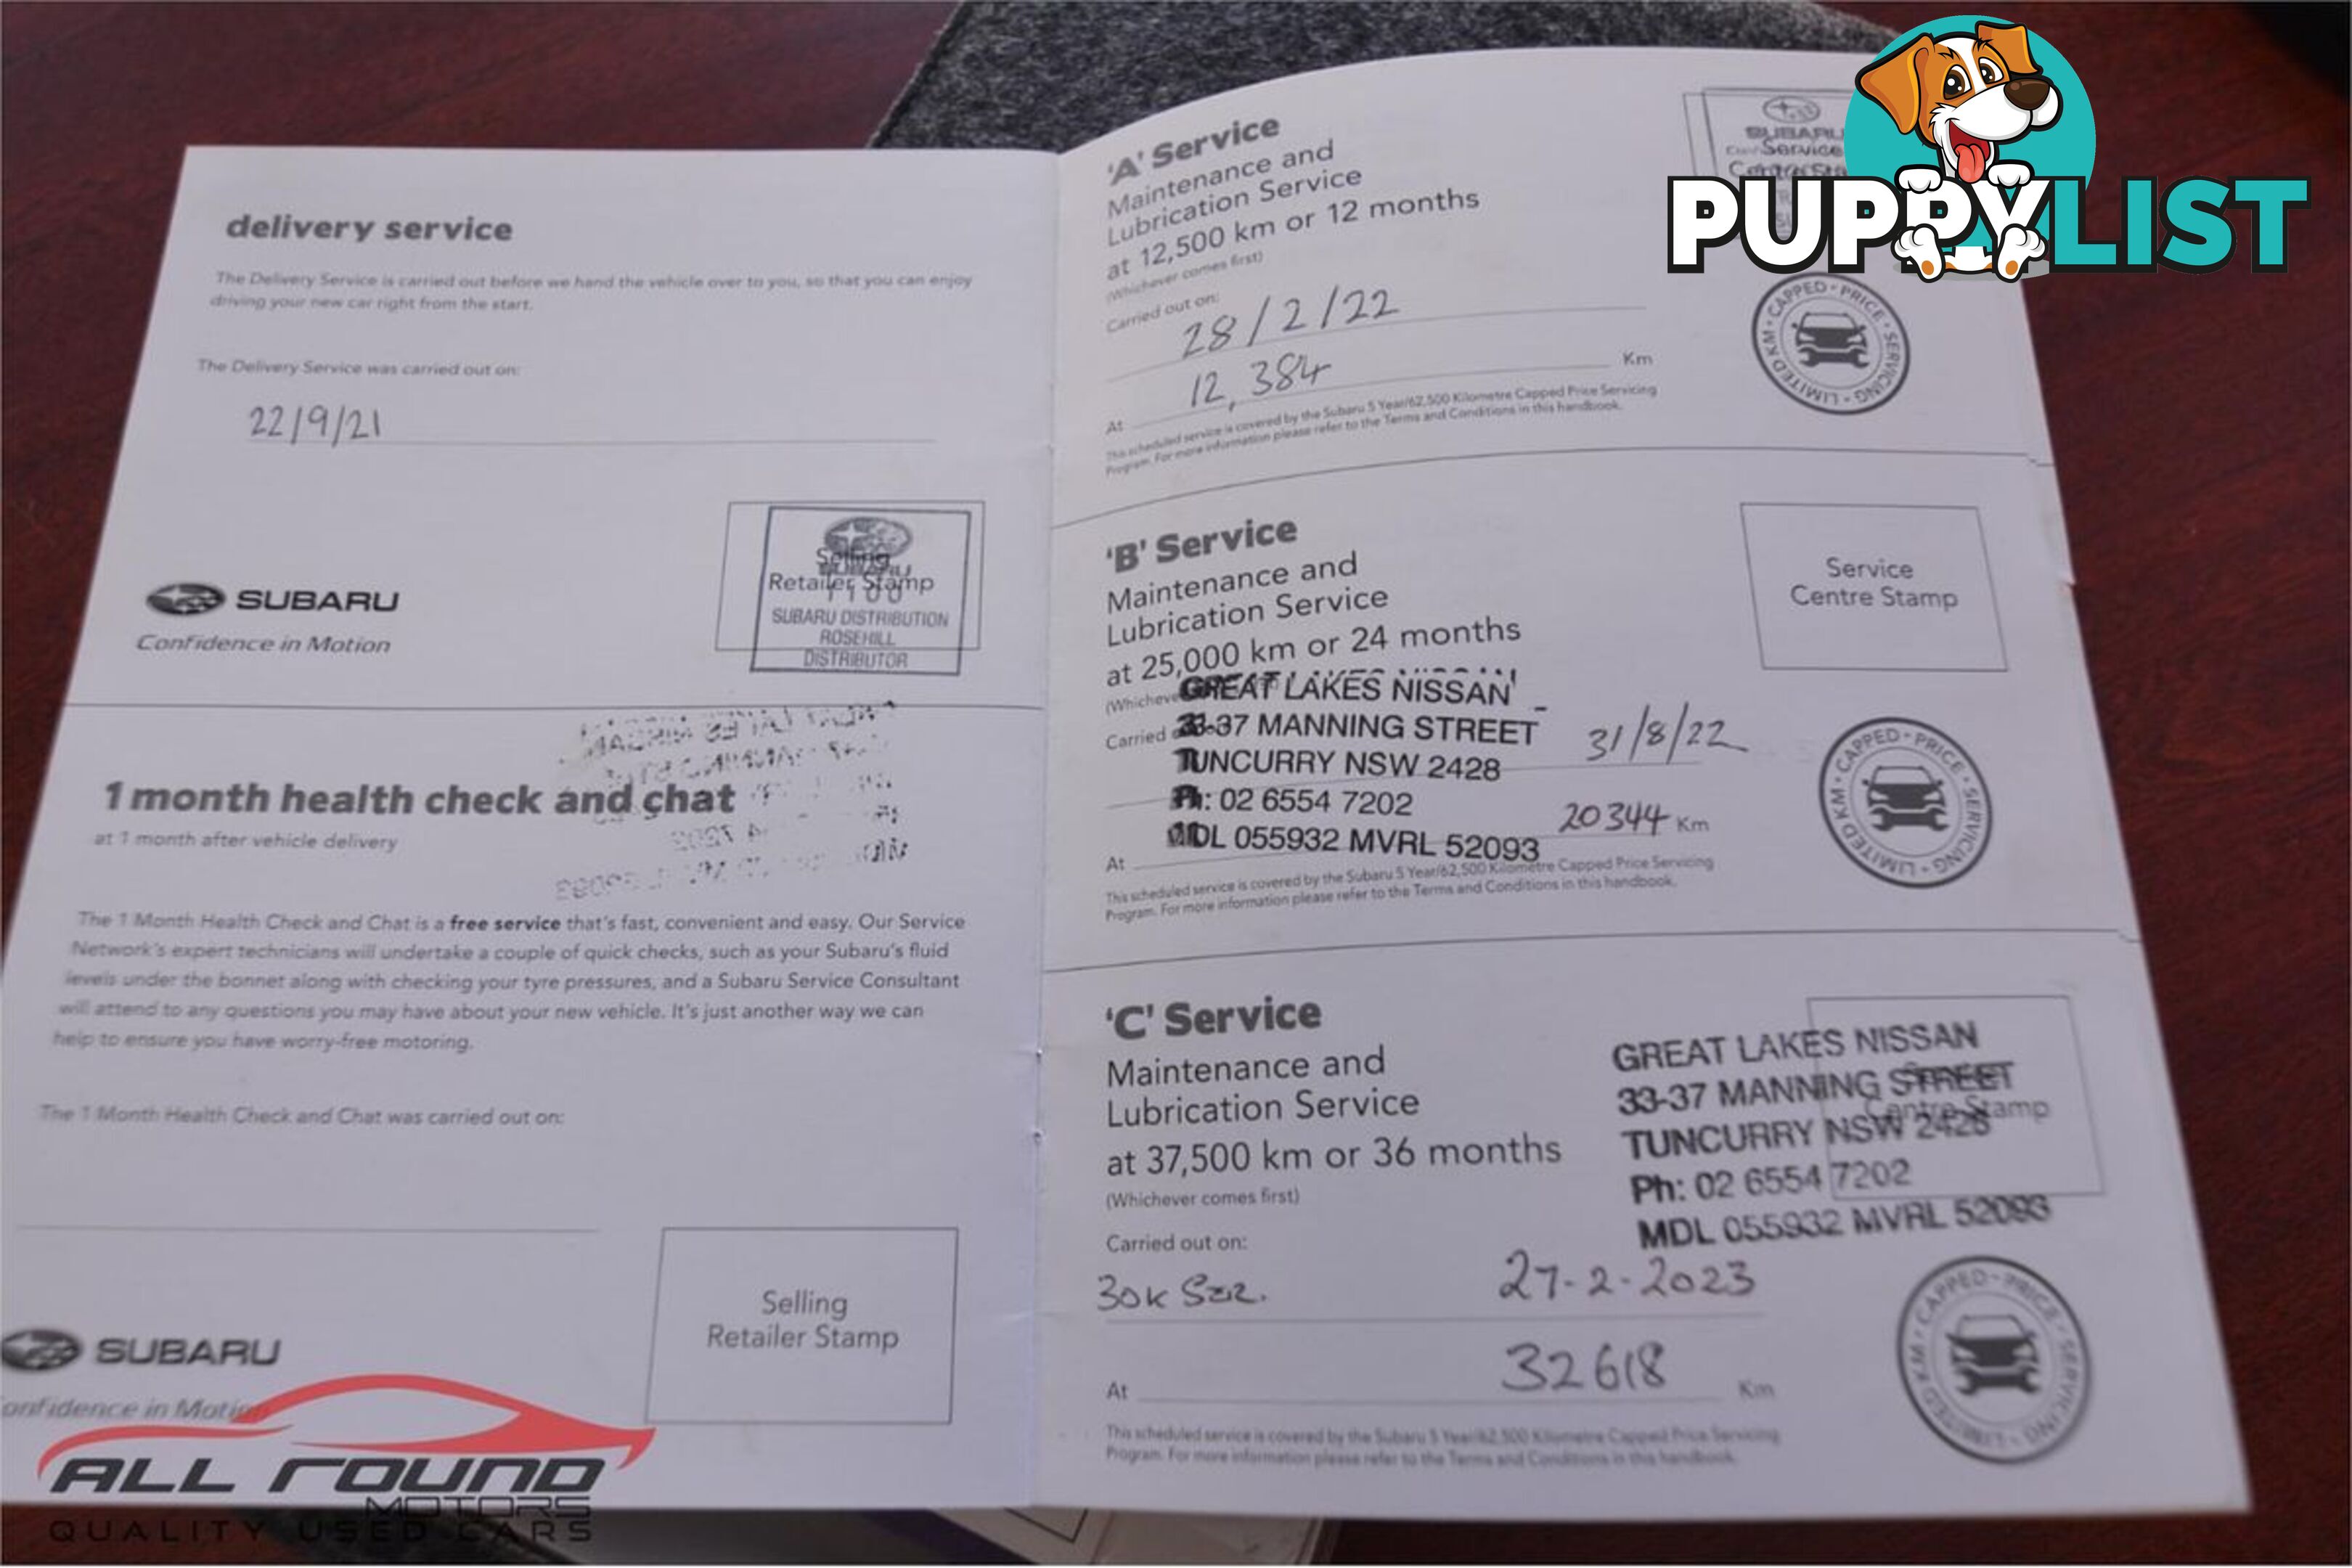 delivery service
The Delivery Service is carried out before we hand the vehicle over to you, so that you can enjoy
driving your new car right from the start.
The Delivery Service was carried out on:
22/9/21
SUBARU
Confidence in Motion
Selling
Retailer Stamp
SUBARU DISTRIBUTION
ROSEHILL
DISTRIBUTOR
1 month health check and chat
at 1 month after vehicle delivery
The 1 Month Health Check and Chat is a free service that's fast, convenient and easy. Our Service
Network's expert technicians will undertake a couple of quick checks, such as your Subaru's fluid
levels under the bonnet along with checking your tyre pressures, and a Subaru Service Consultant
will attend to any questions you may have about your new vehicle. It's just another way we can
help to ensure you have worry-free motoring.
The 1 Month Health Check and Chat was carried out on:
Selling
Retailer Stamp
SUBARU
onfidence in Motion
ALL ROUND
MOTORS
QUALITY USED CARS
'A' Service
Maintenance and
Lubrication Service
at 12,500 km or 12 months
(Whichever comes first)
Carried out on:
28/2/22
At 12,384 Km
This scheduled service is covered by the Subaru 5 Year/62,500 Kilometre Capped Price Servicing
Program. For more information please refer to the Terms and Conditions in this handbook.
SUBARU
Service
PUPPYLIST
CAPPED • PRICE • SERVICING • LIMITED KM •
'B' Service
Maintenance and
Lubrication Service
at 25,000 km or 24 months
(Whichever
GREAT LAKES NISSAN
Carried
33-37 MANNING STREET
31/8/22
TUNCURRY NSW 2428
Ph: 02 6554 7202
20344 Km
MDL 055932 MVRL 52093
At
This scheduled service is covered by the Subaru 5 Year/62,500 Kilometre Capped Price Servicing
Program. For more information please refer to the Terms and Conditions in this handbook.
Service
Centre Stamp
CAPPED • PRICE • SERVICING • LIMITED KM •
'C' Service
Maintenance and
Lubrication Service
at 37,500 km or 36 months
(Whichever comes first)
GREAT LAKES NISSAN
33-37 MANNING STREET
Centre Stamp
TUNCURRY NSW 2428
Ph: 02 6554 7202
MDL 055932 MVRL 52093
Carried out on:
30K SER. 27-2-2023
At 32618 Km
This scheduled service is covered by the Subaru 5 Year/62,500 Kilometre Capped Price Servicing
Program. For more information please refer to the Terms and Conditions in this handbook.
CAPPED • PRICE • SERVICING • LIMITED KM •